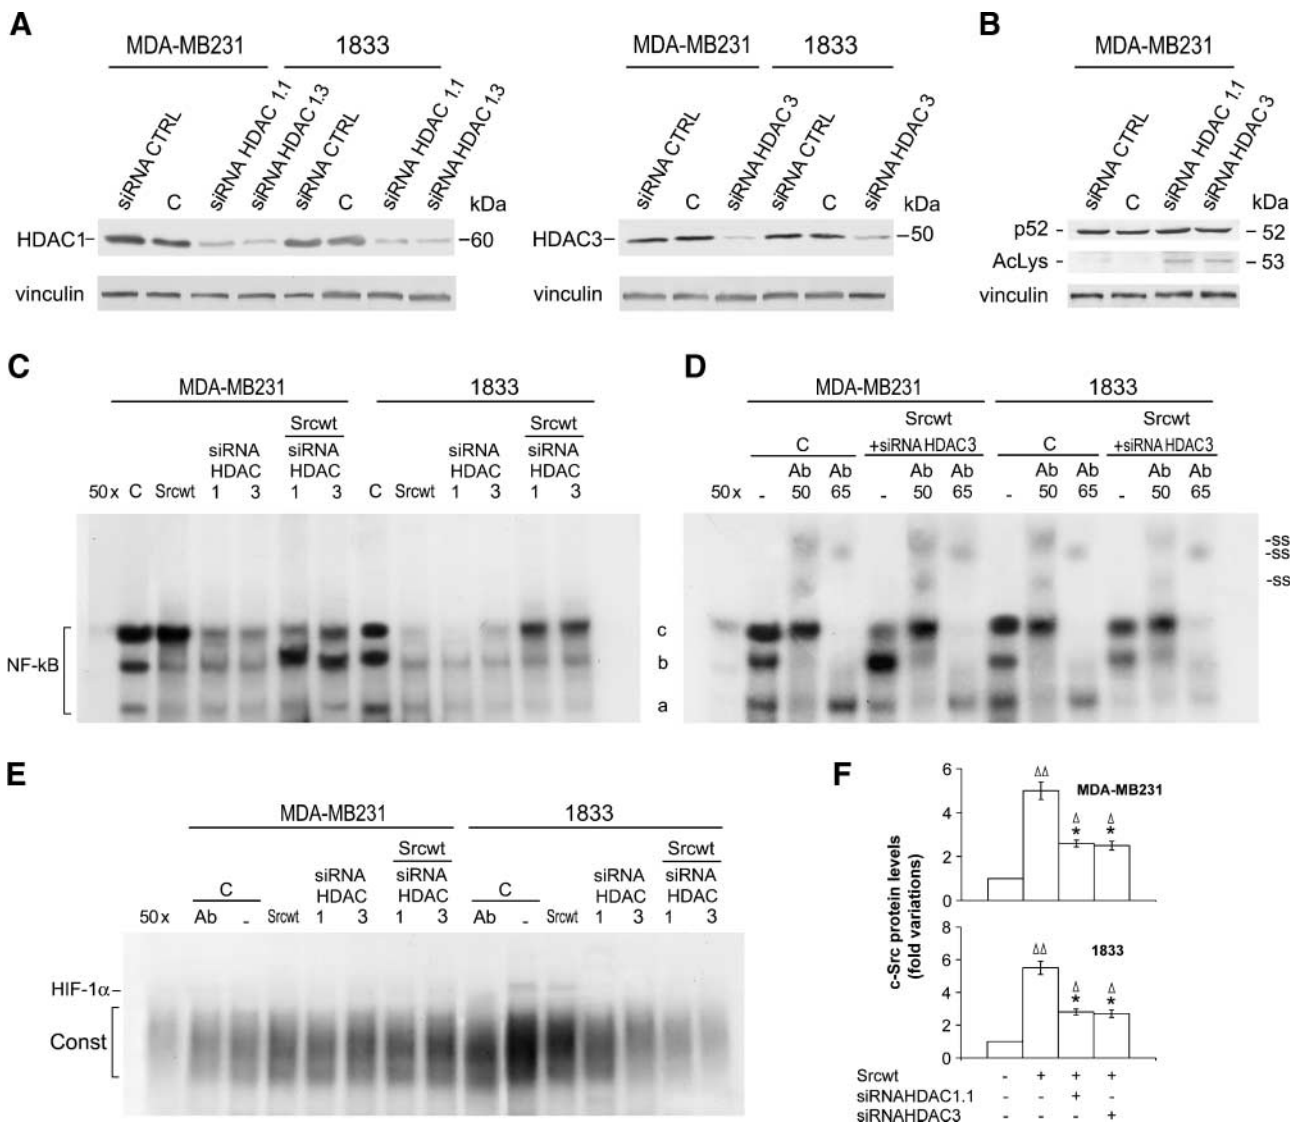 A
MDA-MB231
1833
siRNA CTRL
C
siRNA HDAC 1.1
siRNA HDAC 1.3
siRNA CTRL
C
siRNA HDAC 1.1
siRNA HDAC 1.3
kDa
HDAC1–
–60
vinculin
MDA-MB231
1833
siRNA CTRL
C
siRNA HDAC 3
siRNA CTRL
C
siRNA HDAC 3
kDa
HDAC3–
–50
vinculin
B
MDA-MB231
siRNA CTRL
C
siRNA HDAC 1.1
siRNA HDAC 3
kDa
p52 – – 52
AcLys – 53
vinculin
C
MDA-MB231
1833
Srcwt
Srcwt
siRNA HDAC
siRNA HDAC
siRNA HDAC
siRNA HDAC
50 x C Srcwt 1 3 1 3 C Srcwt 1 3 1 3
NF-kB
c
b
a
D
MDA-MB231
1833
Srcwt
Srcwt
C
+siRNA HDAC3
C
+siRNA HDAC3
Ab Ab Ab Ab Ab Ab Ab Ab
50 x - 50 65 - 50 65 - 50 65 - 50 65
-ss
-ss
-ss
E
MDA-MB231
1833
Srcwt
Srcwt
C
siRNA HDAC
siRNA HDAC
C
siRNA HDAC
siRNA HDAC
50 x Ab - Srcwt 1 3 1 3 Ab - Srcwt 1 3 1 3
HIF-1α–
Const
F
c-Src protein levels
(fold variations)
6
4
2
0
ΔΔ
Δ
*
Δ
*
MDA-MB231
8
6
4
2
0
ΔΔ
Δ
*
Δ
*
1833
Srcwt - + + +
siRNAHDAC1.1 - - + -
siRNAHDAC3 - - - +